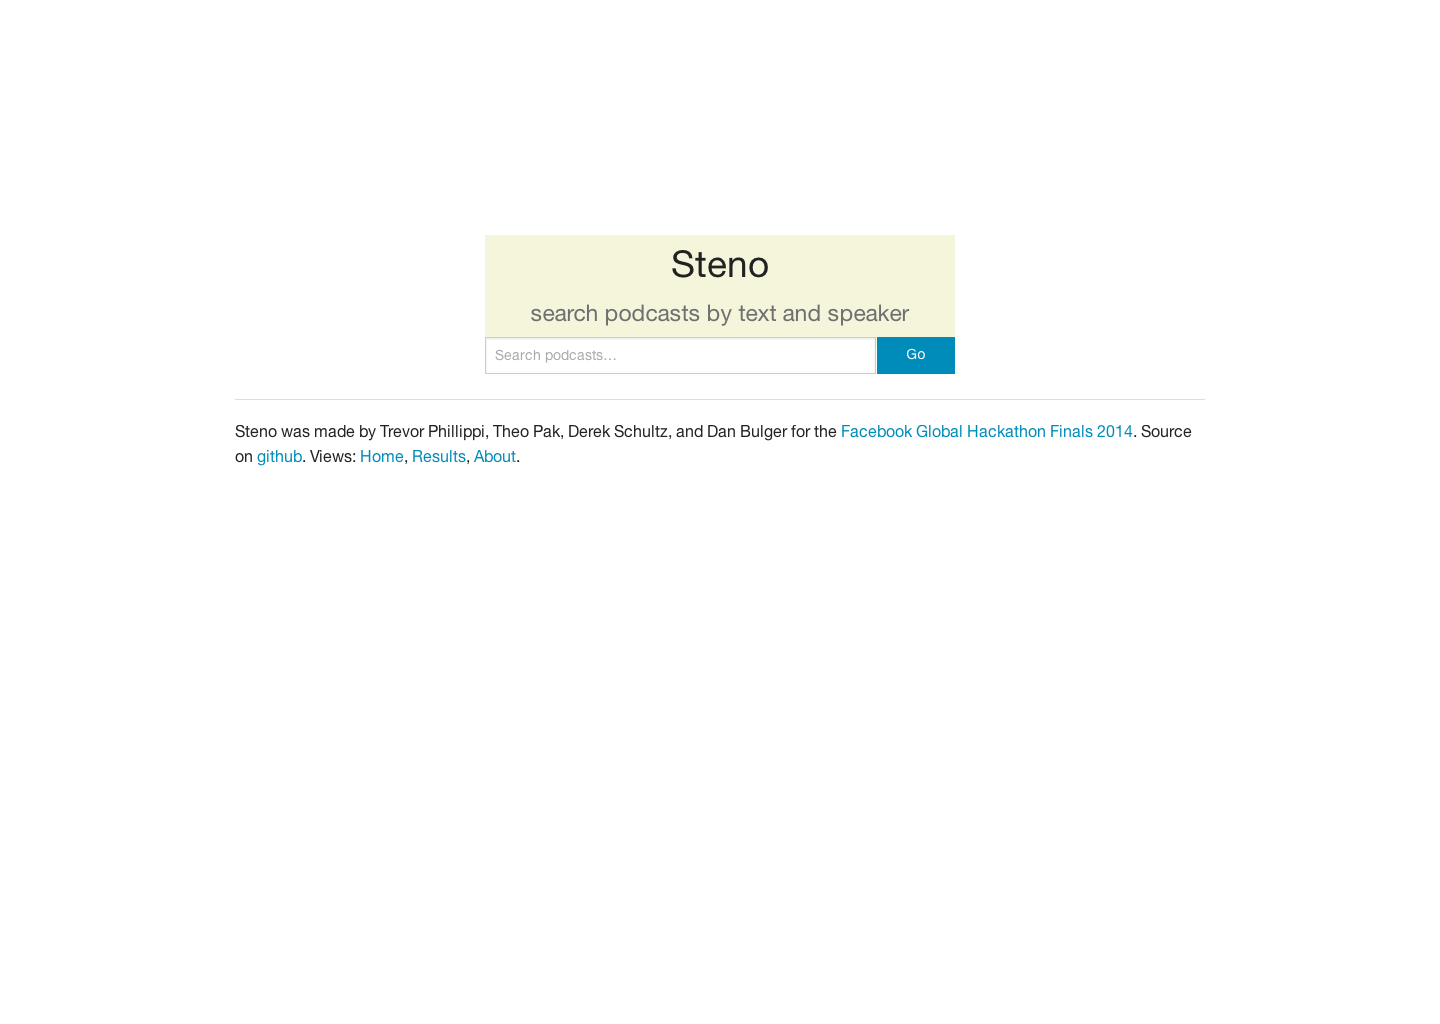 Steno
search podcasts by text and speaker
Search podcasts...
Go
Steno was made by Trevor Phillippi, Theo Pak, Derek Schultz, and Dan Bulger for the Facebook Global Hackathon Finals 2014. Source
on github. Views: Home, Results, About.